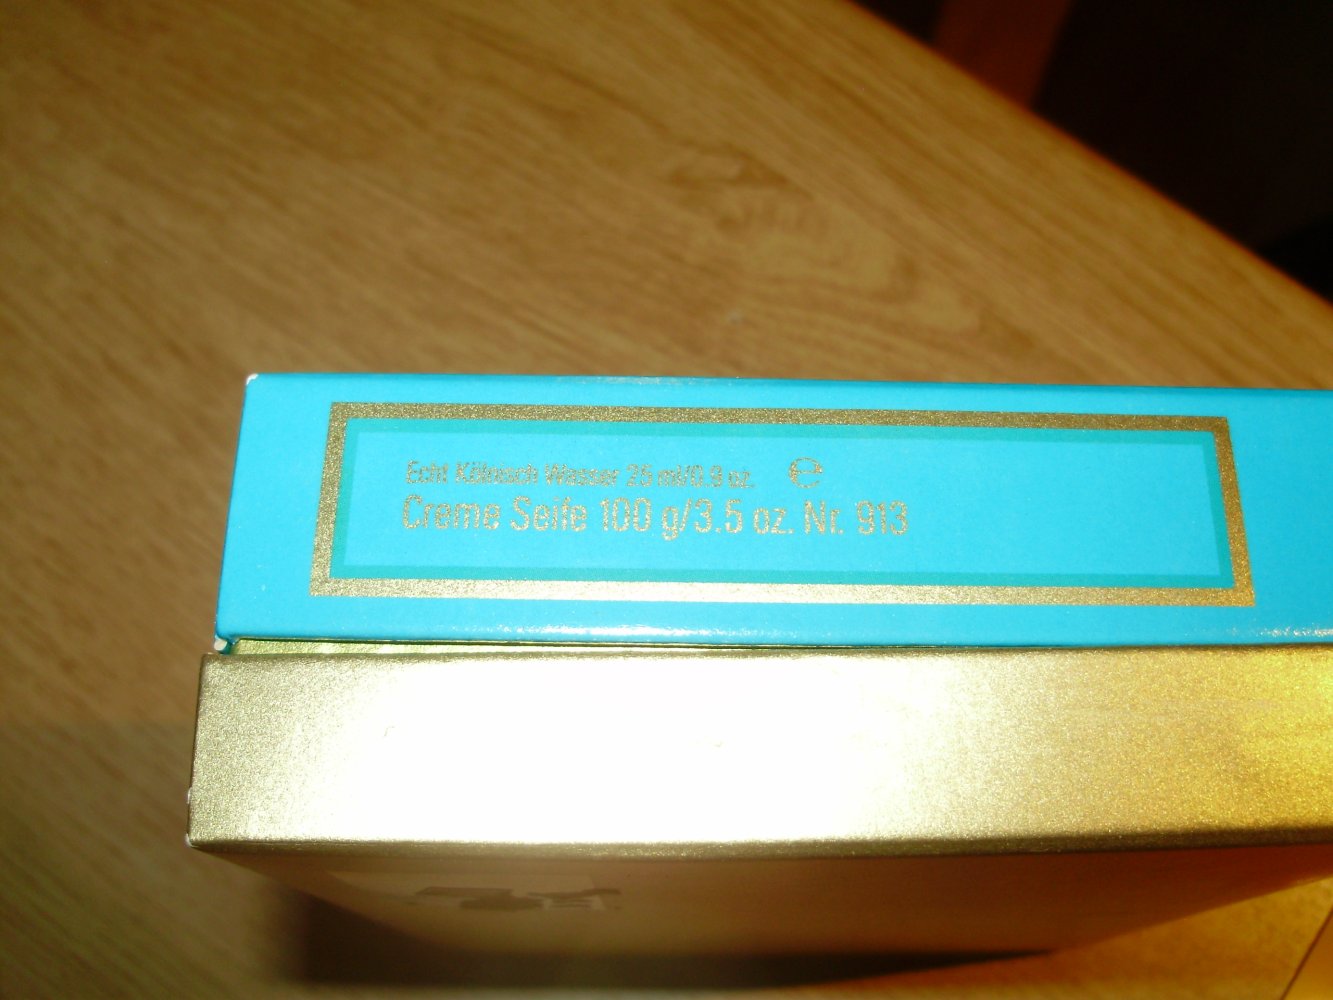 Echt Kölnisch Wasser 25 ml/0.9 oz. ℮
Creme Seife 100 g/3.5 oz. Nr. 913